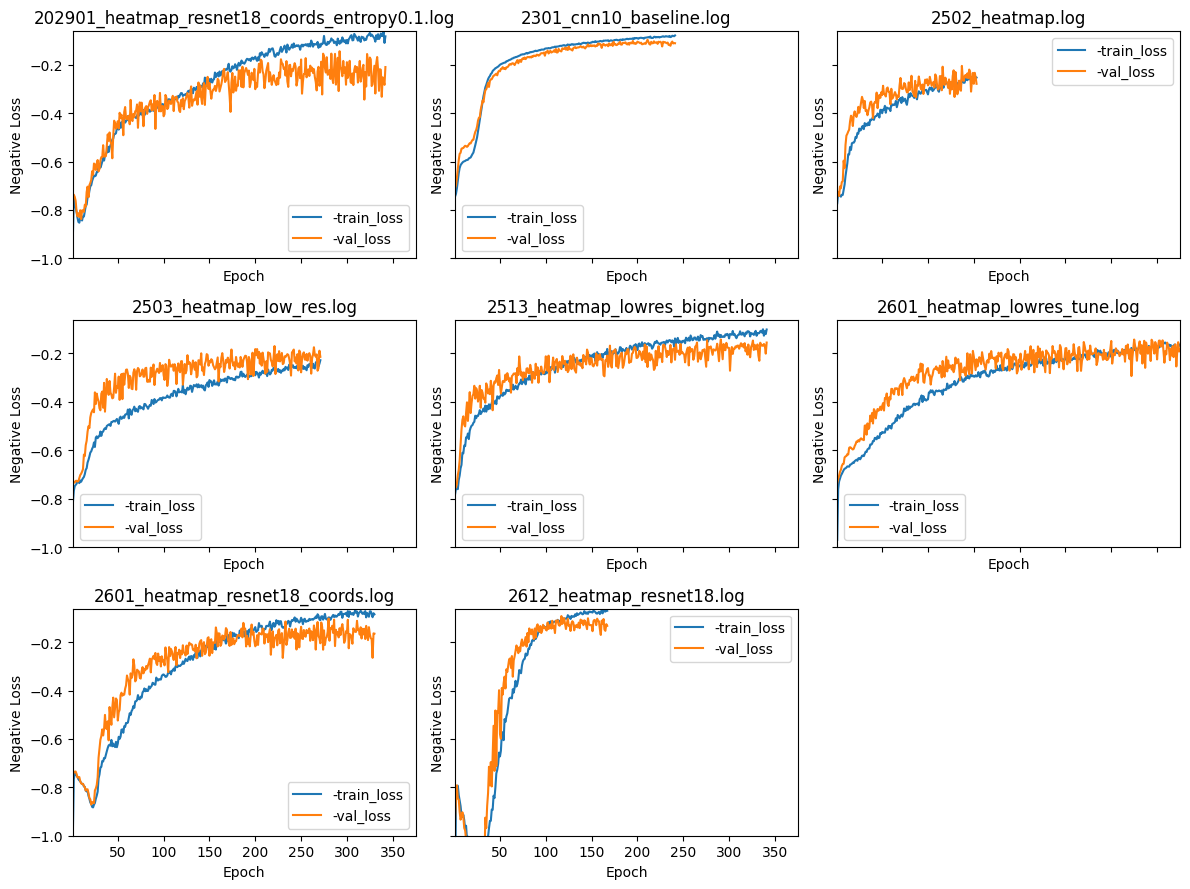 202901_heatmap_resnet18_coords_entropy0.1.log
2301_cnn10_baseline.log
2502_heatmap.log
Negative Loss
−0.2
−0.4
−0.6
−0.8
−1.0
-train_loss
-val_loss
Epoch
Negative Loss
-train_loss
-val_loss
Epoch
Negative Loss
-train_loss
-val_loss
Epoch
2503_heatmap_low_res.log
2513_heatmap_lowres_bignet.log
2601_heatmap_lowres_tune.log
Negative Loss
−0.2
−0.4
−0.6
−0.8
−1.0
-train_loss
-val_loss
Epoch
Negative Loss
-train_loss
-val_loss
Epoch
Negative Loss
-train_loss
-val_loss
Epoch
2601_heatmap_resnet18_coords.log
2612_heatmap_resnet18.log
Negative Loss
−0.2
−0.4
−0.6
−0.8
−1.0
-train_loss
-val_loss
50 100 150 200 250 300 350
Epoch
Negative Loss
-train_loss
-val_loss
50 100 150 200 250 300 350
Epoch